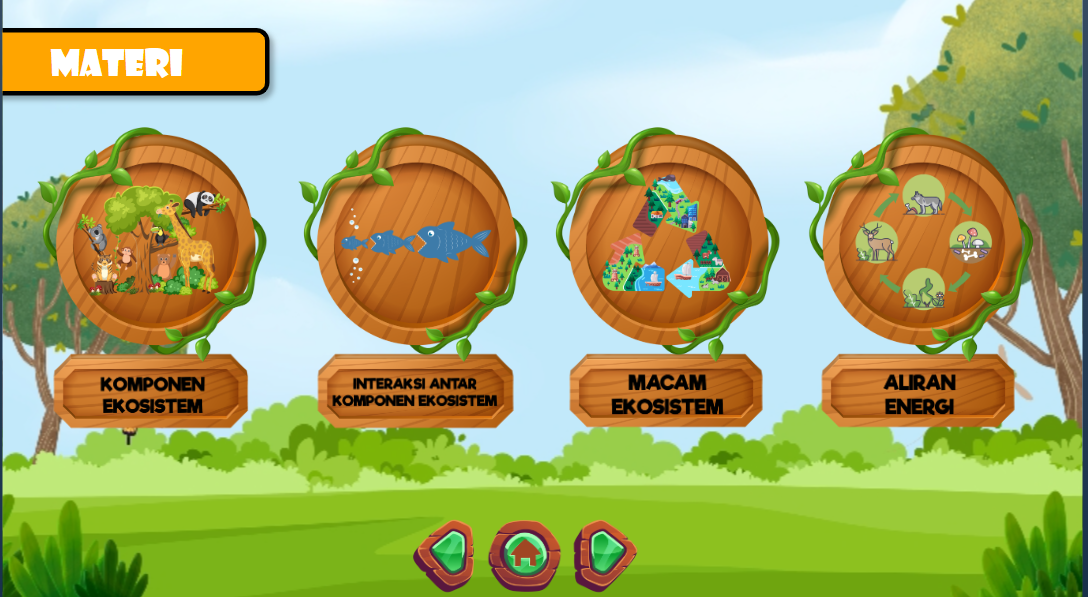 MATERI
KOMPONEN
EKOSISTEM
INTERAKSI ANTAR
KOMPONEN EKOSISTEM
MACAM
EKOSISTEM
ALIRAN
ENERGI